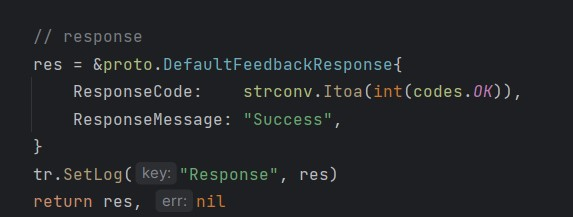 // response
res = &proto.DefaultFeedbackResponse{
    ResponseCode:    strconv.Itoa(int(codes.OK)),
    ResponseMessage: "Success",
}
tr.SetLog( key: "Response", res)
return res, err: nil